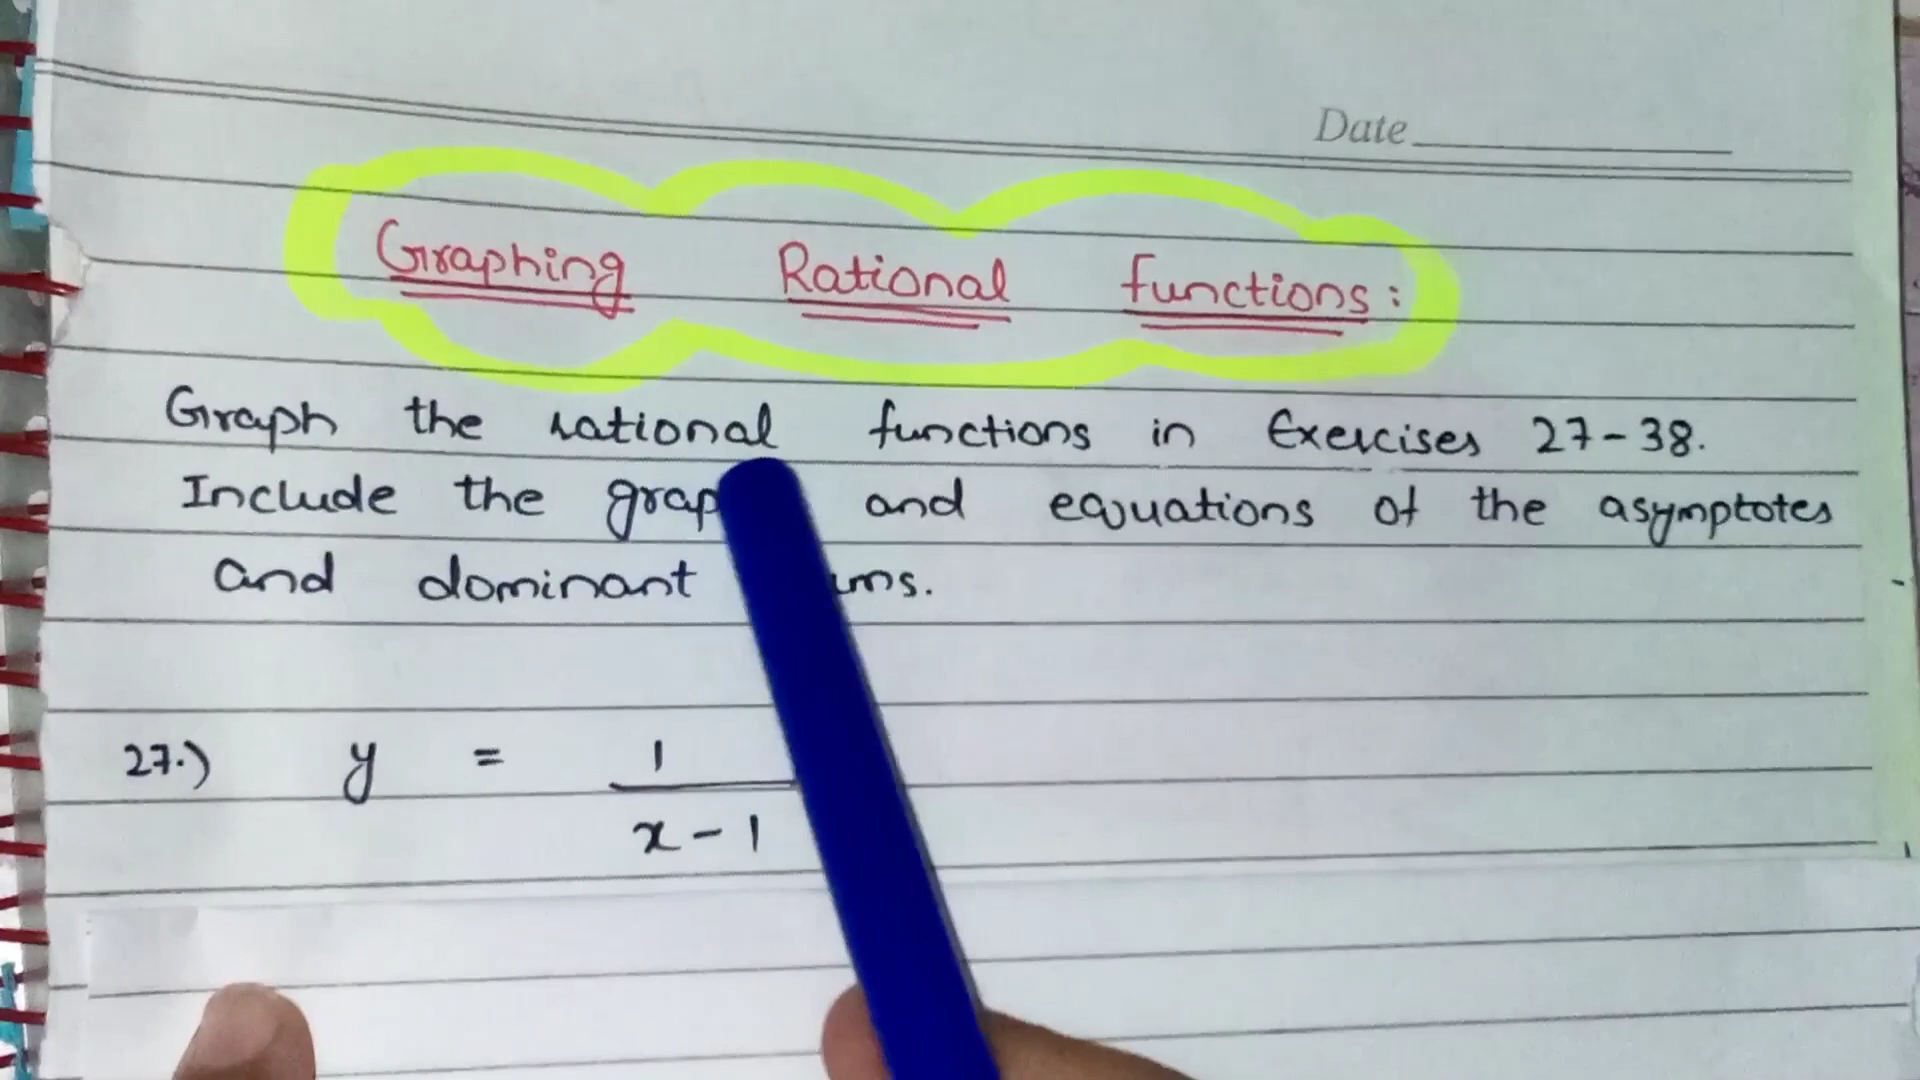 Date
Graphing Rational functions:
Graph the rational functions in Exercises 27-38.
Include the and equations of the asymptotes
and dominant
27.) y = 1
x - 1